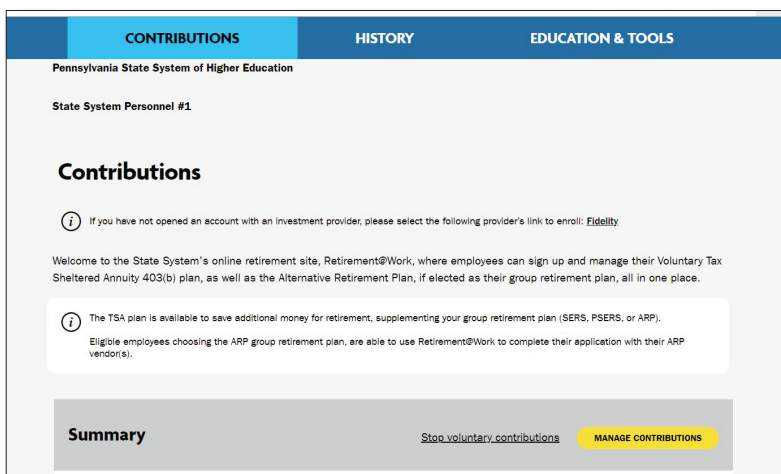 CONTRIBUTIONS HISTORY EDUCATION & TOOLS
Pennsylvania State System of Higher Education
State System Personnel #1
Contributions
i If you have not opened an account with an investment provider, please select the following provider's link to enroll: Fidelity
Welcome to the State System's online retirement site, Retirement@Work, where employees can sign up and manage their Voluntary Tax
Sheltered Annuity 403(b) plan, as well as the Alternative Retirement Plan, if elected as their group retirement plan, all in one place.
i The TSA plan is available to save additional money for retirement, supplementing your group retirement plan (SERS, PSERS, or ARP).
Eligible employees choosing the ARP group retirement plan, are able to use Retirement@Work to complete their application with their ARP
vendor(s).
Summary Stop voluntary contributions MANAGE CONTRIBUTIONS